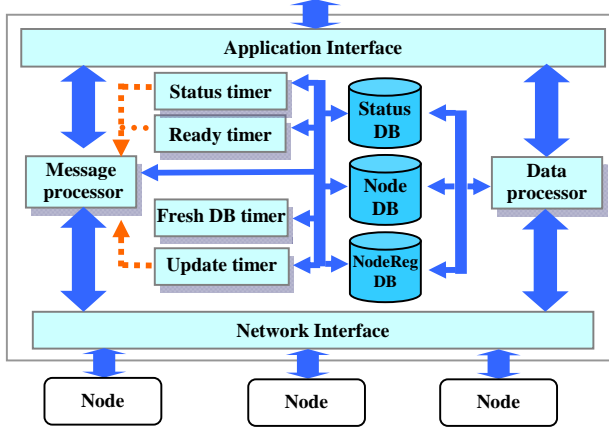 Application Interface
Status timer
Status
DB
Ready timer
Message
processor
Node
DB
Data
processor
Fresh DB timer
Update timer
NodeReg
DB
Network Interface
Node
Node
Node